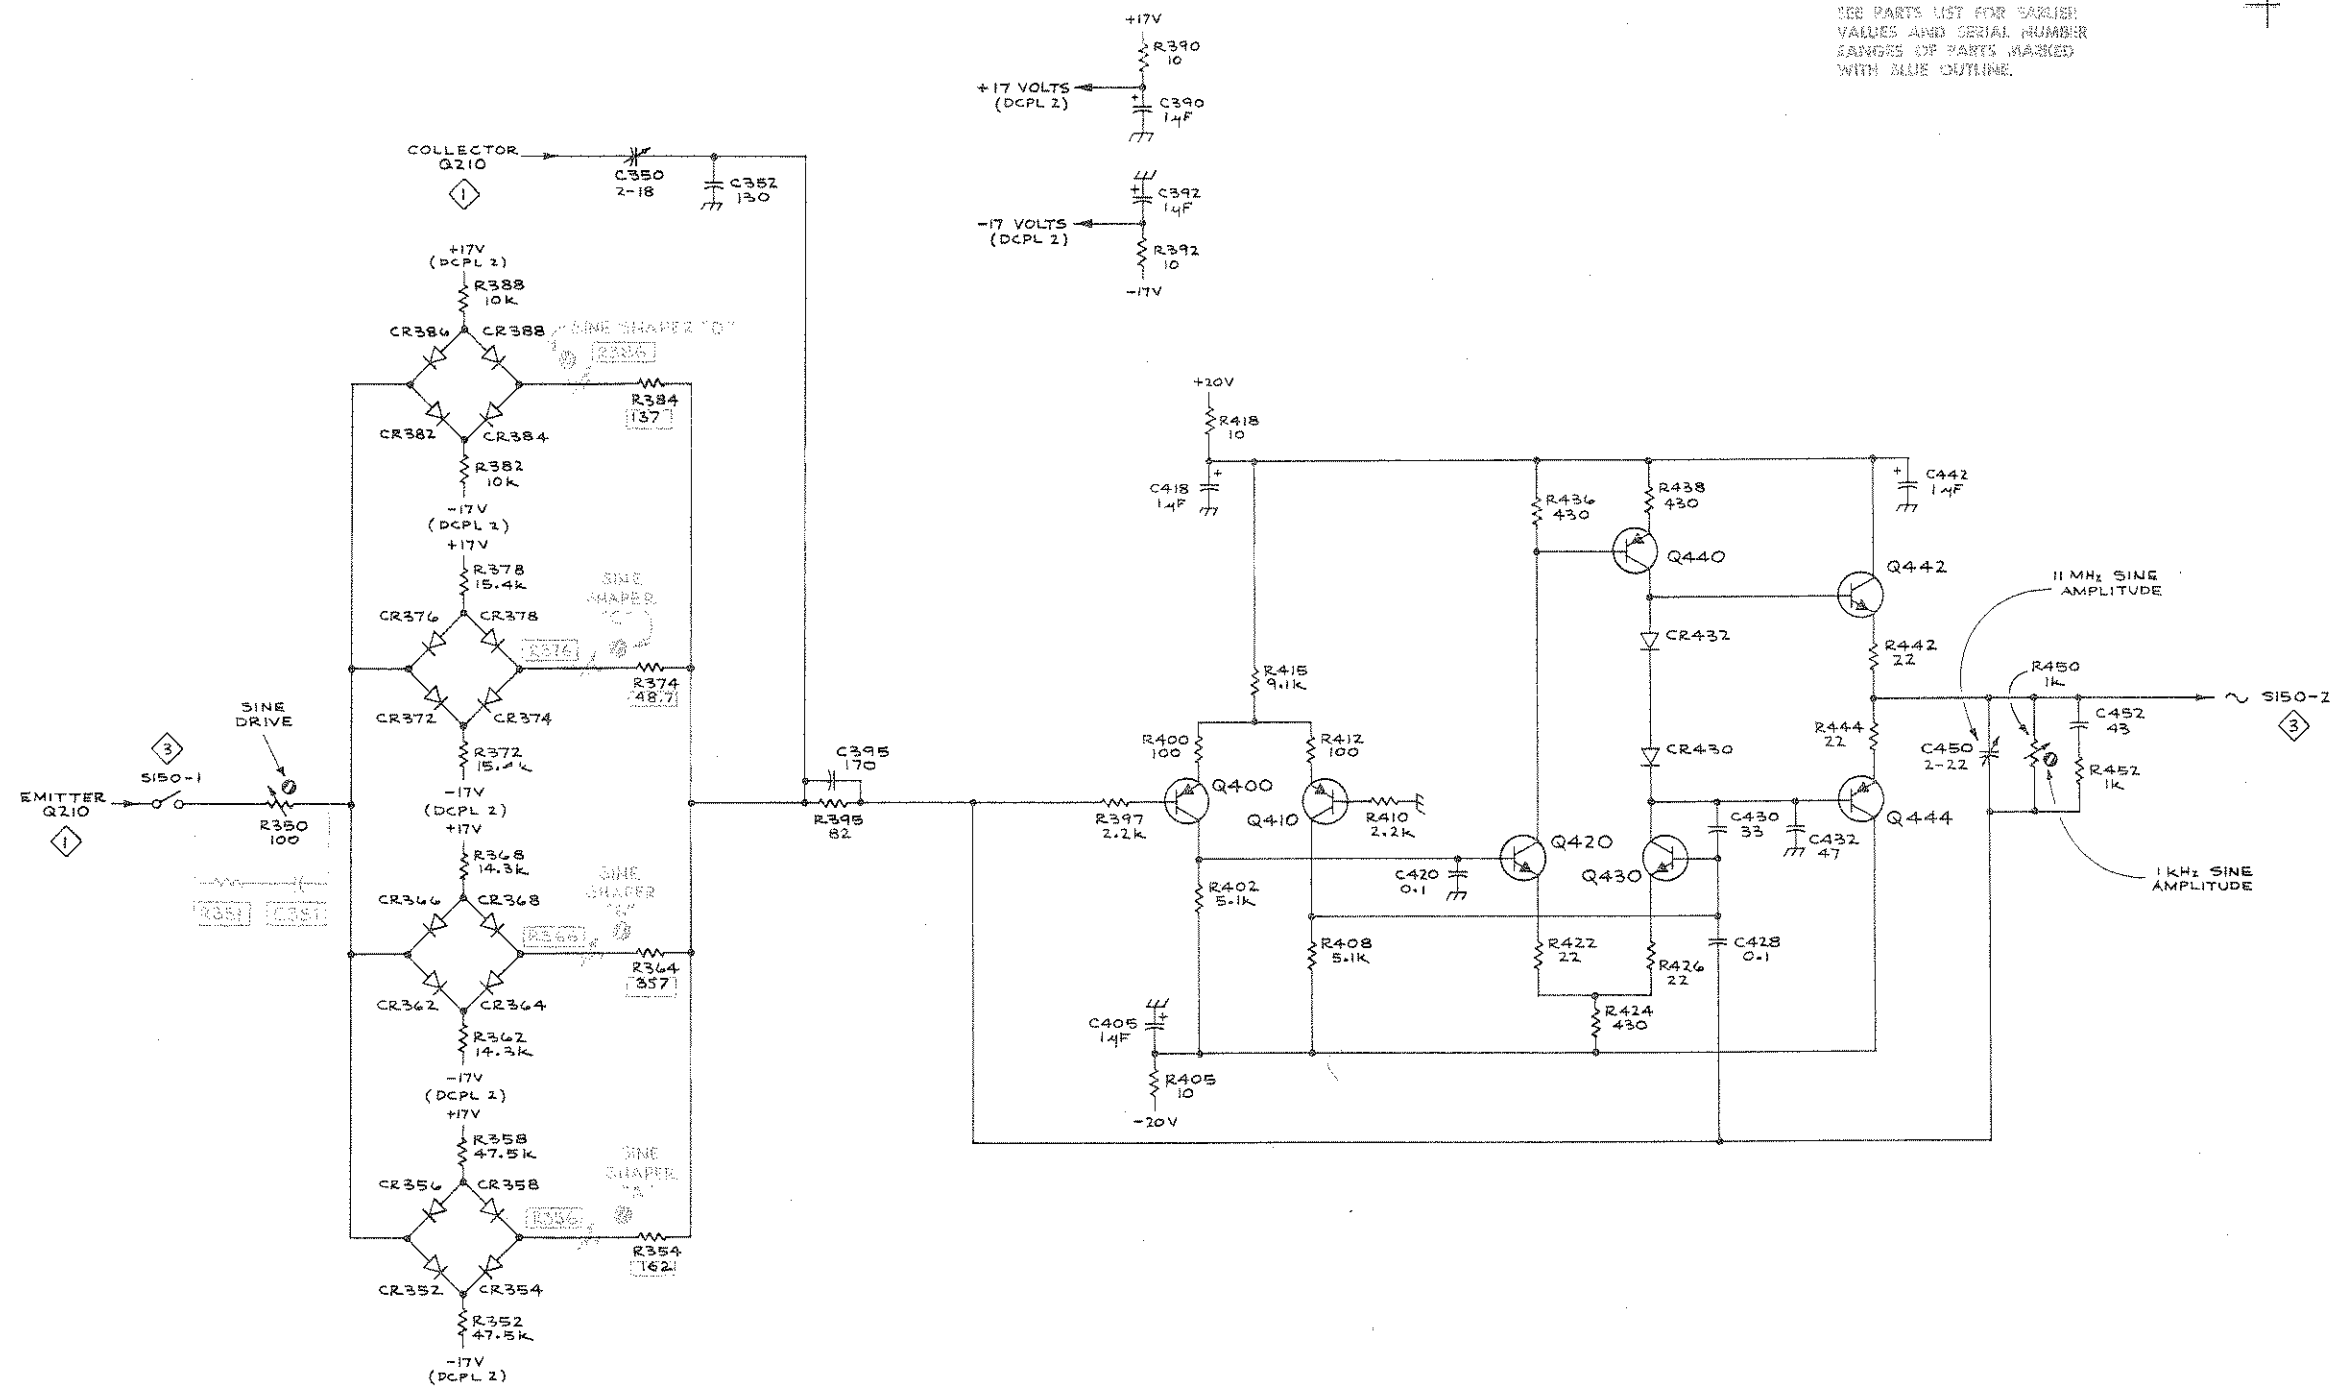 SEE PARTS LIST FOR EARLIER
VALUES AND SERIAL NUMBER
RANGES OF PARTS MARKED
WITH BLUE OUTLINE.
+17V
R390
10
+17 VOLTS
(DCPL 2)
C390
1µF
C392
1µF
-17 VOLTS
(DCPL 2)
R392
10
-17V
COLLECTOR
Q210
1
C350
2-18
C352
130
+17V
(DCPL 2)
R388
10K
CR386
CR388
SINE SHAPER "D"
R386
R384
137
CR382
CR384
R382
10K
-17V
(DCPL 2)
+17V
R378
15.4K
CR376
CR378
SINE
SHAPER
"C"
R376
R374
48.7
CR372
CR374
R372
15.4K
-17V
(DCPL 2)
+17V
SINE
DRIVE
3
S150-1
EMITTER
Q210
1
R350
100
R351
C351
R368
14.3K
CR366
CR368
SINE
SHAPER
R366
R364
357
CR362
CR364
R362
14.3K
-17V
(DCPL 2)
+17V
R358
47.5K
CR356
CR358
SINE
SHAPER
"A"
R356
R354
162
CR352
CR354
R352
47.5K
-17V
(DCPL 2)
C395
170
R395
82
+20V
R418
10
C418
1µF
R415
9.1K
R400
100
R412
100
Q400
Q410
R397
2.2K
R410
2.2K
R402
5.1K
R408
5.1K
C405
1µF
R405
10
-20V
R436
430
R438
430
Q440
C442
1µF
Q442
CR432
R442
22
CR430
R444
22
11 MHz SINE
AMPLITUDE
R450
1K
C450
2-22
C452
43
R452
1K
~ S150-2
3
Q444
C430
33
C432
47
Q420
Q430
C420
0.1
R422
22
R426
22
C428
0.1
R424
430
1 KHz SINE
AMPLITUDE